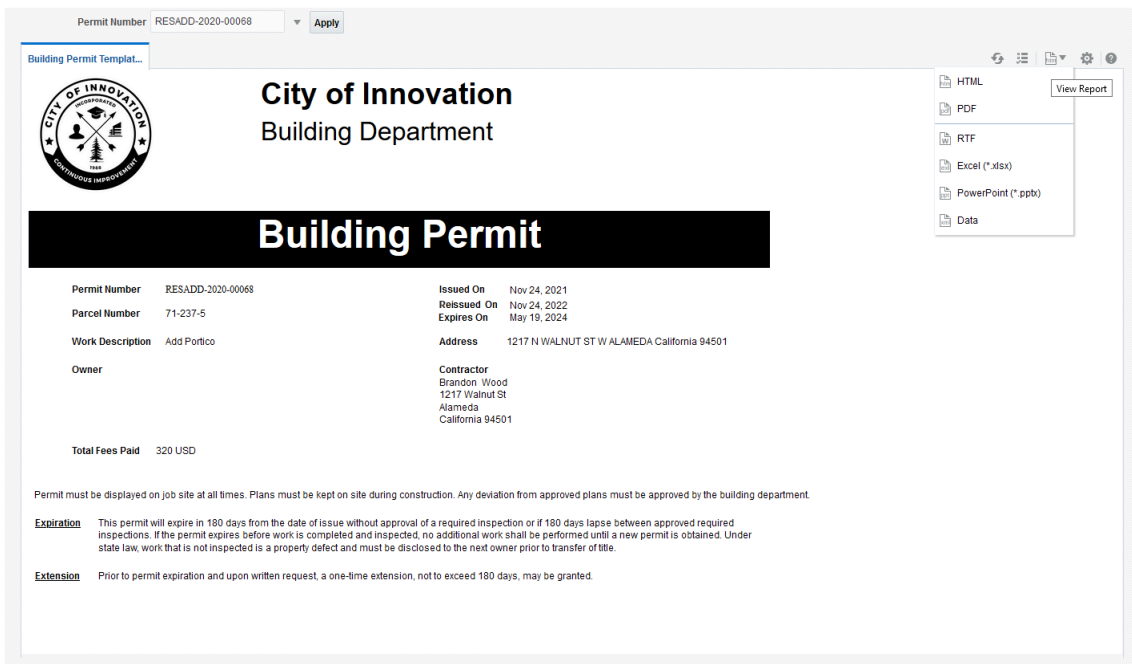 Permit Number RESADD-2020-00068 Apply
Building Permit Templat...
HTML
View Report
PDF
RTF
Excel (*.xlsx)
PowerPoint (*.pptx)
Data
CITY OF INNOVATION
INCORPORATED
1968
CONTINUOUS IMPROVEMENT
City of Innovation
Building Department
Building Permit
Permit Number RESADD-2020-00068
Issued On Nov 24, 2021
Reissued On Nov 24, 2022
Parcel Number 71-237-5
Expires On May 19, 2024
Work Description Add Portico
Address 1217 N WALNUT ST W ALAMEDA California 94501
Owner
Contractor
Brandon Wood
1217 Walnut St
Alameda
California 94501
Total Fees Paid 320 USD
Permit must be displayed on job site at all times. Plans must be kept on site during construction. Any deviation from approved plans must be approved by the building department.
Expiration This permit will expire in 180 days from the date of issue without approval of a required inspection or if 180 days lapse between approved required
inspections. If the permit expires before work is completed and inspected, no additional work shall be performed until a new permit is obtained. Under
state law, work that is not inspected is a property defect and must be disclosed to the next owner prior to transfer of title.
Extension Prior to permit expiration and upon written request, a one-time extension, not to exceed 180 days, may be granted.